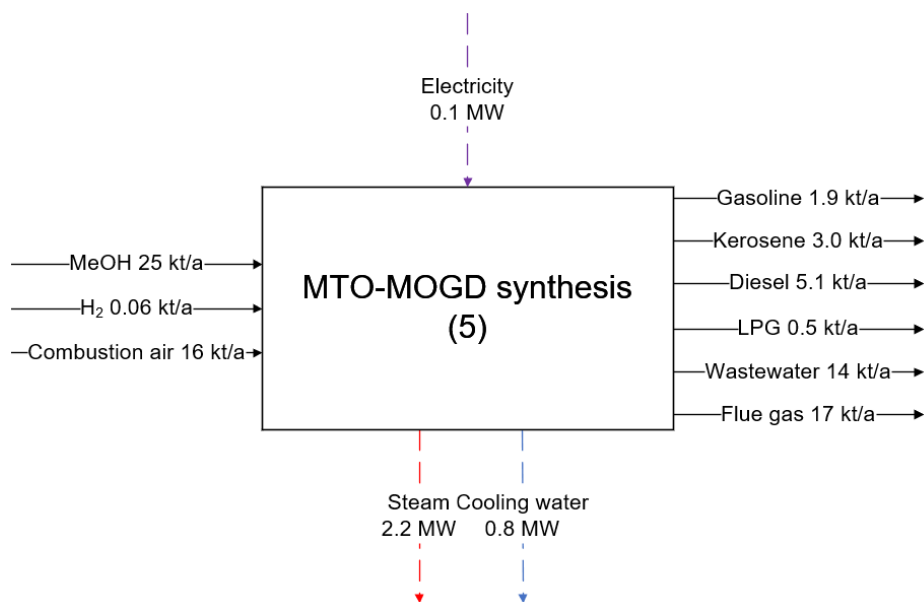 Electricity
0.1 MW
MeOH 25 kt/a
H₂ 0.06 kt/a
Combustion air 16 kt/a
MTO-MOGD synthesis
(5)
Gasoline 1.9 kt/a
Kerosene 3.0 kt/a
Diesel 5.1 kt/a
LPG 0.5 kt/a
Wastewater 14 kt/a
Flue gas 17 kt/a
Steam Cooling water
2.2 MW 0.8 MW